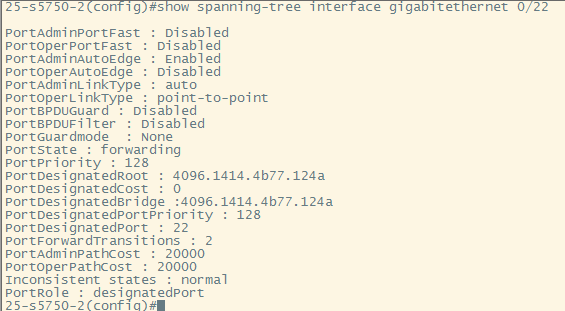 25-s5750-2(config)#show spanning-tree interface gigabitethernet 0/22
PortAdminPortFast : Disabled
PortOperPortFast : Disabled
PortAdminAutoEdge : Enabled
PortOperAutoEdge : Disabled
PortAdminLinkType : auto
PortOperLinkType : point-to-point
PortBPDUGuard : Disabled
PortBPDUFilter : Disabled
PortGuardmode  : None
PortState : forwarding
PortPriority : 128
PortDesignatedRoot : 4096.1414.4b77.124a
PortDesignatedCost : 0
PortDesignatedBridge :4096.1414.4b77.124a
PortDesignatedPortPriority : 128
PortDesignatedPort : 22
PortForwardTransitions : 2
PortAdminPathCost : 20000
PortOperPathCost : 20000
Inconsistent states : normal
PortRole : designatedPort
25-s5750-2(config)#